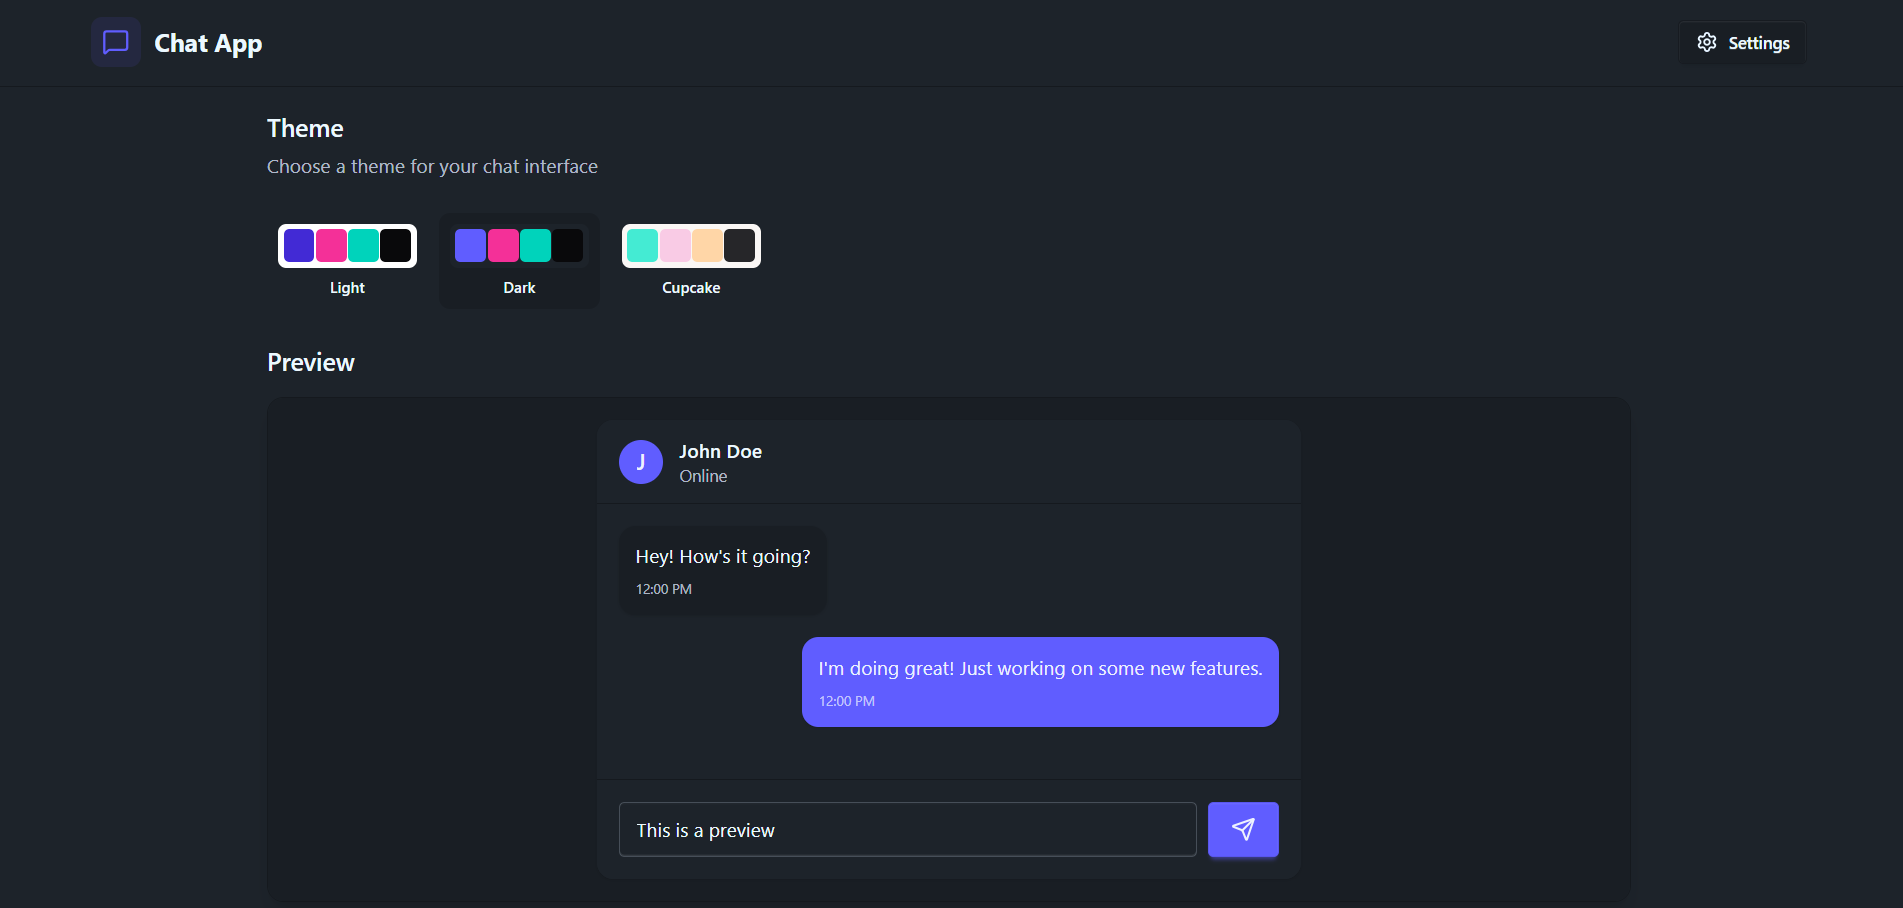 Chat App
Settings
Theme
Choose a theme for your chat interface
Light
Dark
Cupcake
Preview
J
John Doe
Online
Hey! How's it going?
12:00 PM
I'm doing great! Just working on some new features.
12:00 PM
This is a preview